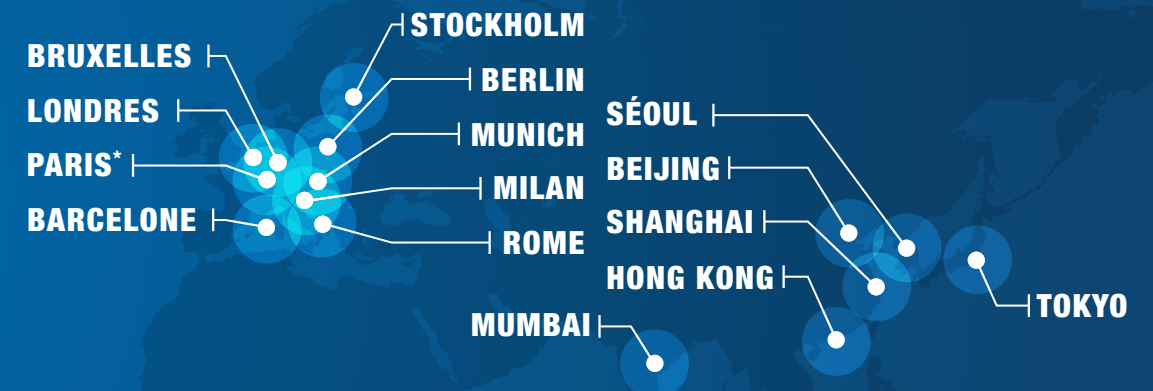 BRUXELLES
LONDRES
PARIS*
BARCELONE
STOCKHOLM
BERLIN
MUNICH
MILAN
ROME
SÉOUL
BEIJING
SHANGHAI
HONG KONG
MUMBAI
TOKYO